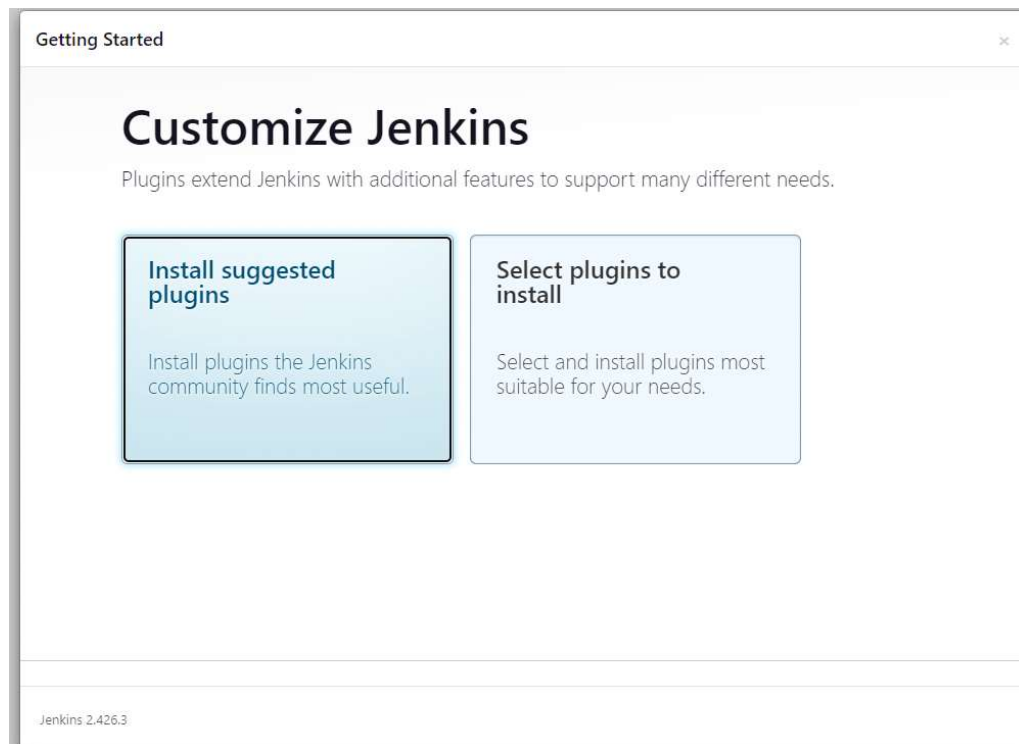 Getting Started
×
Customize Jenkins
Plugins extend Jenkins with additional features to support many different needs.
Install suggested
plugins
Install plugins the Jenkins
community finds most useful.
Select plugins to
install
Select and install plugins most
suitable for your needs.
Jenkins 2.426.3